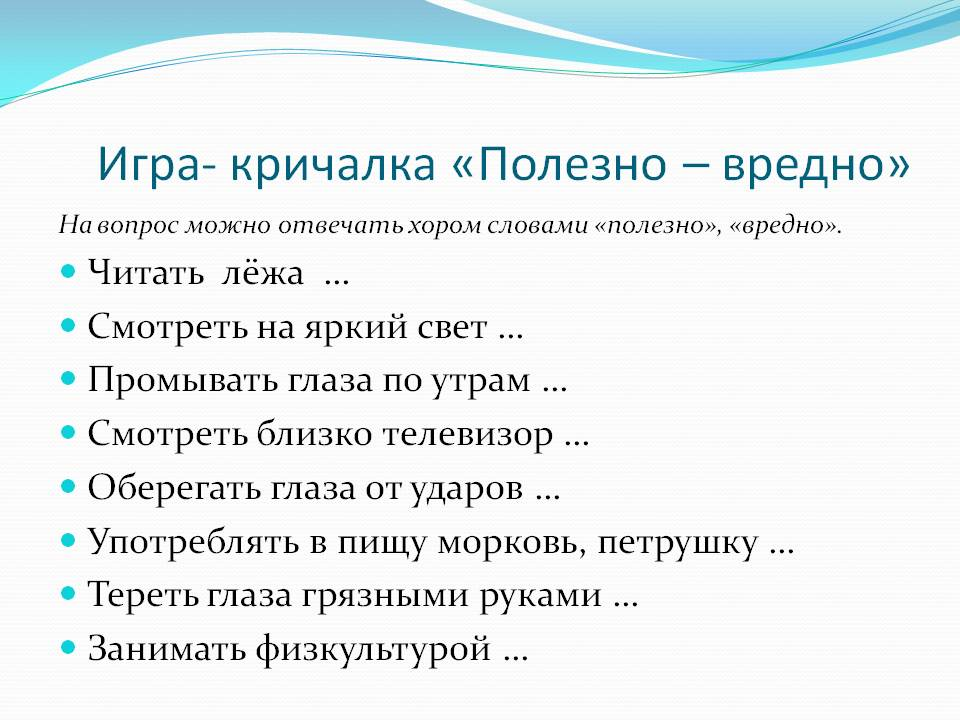 Игра- кричалка «Полезно – вредно»
На вопрос можно отвечать хором словами «полезно», «вредно».
• Читать лёжа ...
• Смотреть на яркий свет ...
• Промывать глаза по утрам ...
• Смотреть близко телевизор ...
• Оберегать глаза от ударов ...
• Употреблять в пищу морковь, петрушку ...
• Тереть глаза грязными руками ...
• Занимать физкультурой ...